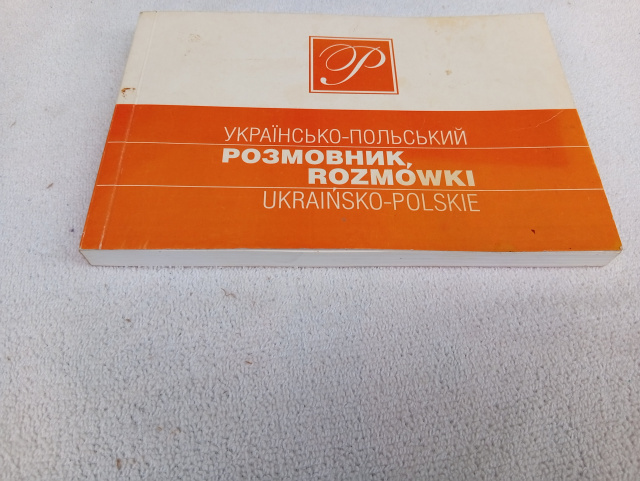 P
УКРАЇНСЬКО-ПОЛЬСЬКИЙ
РОЗМОВНИК,
ROZMÓWKI
UKRAIŃSKO-POLSKIE